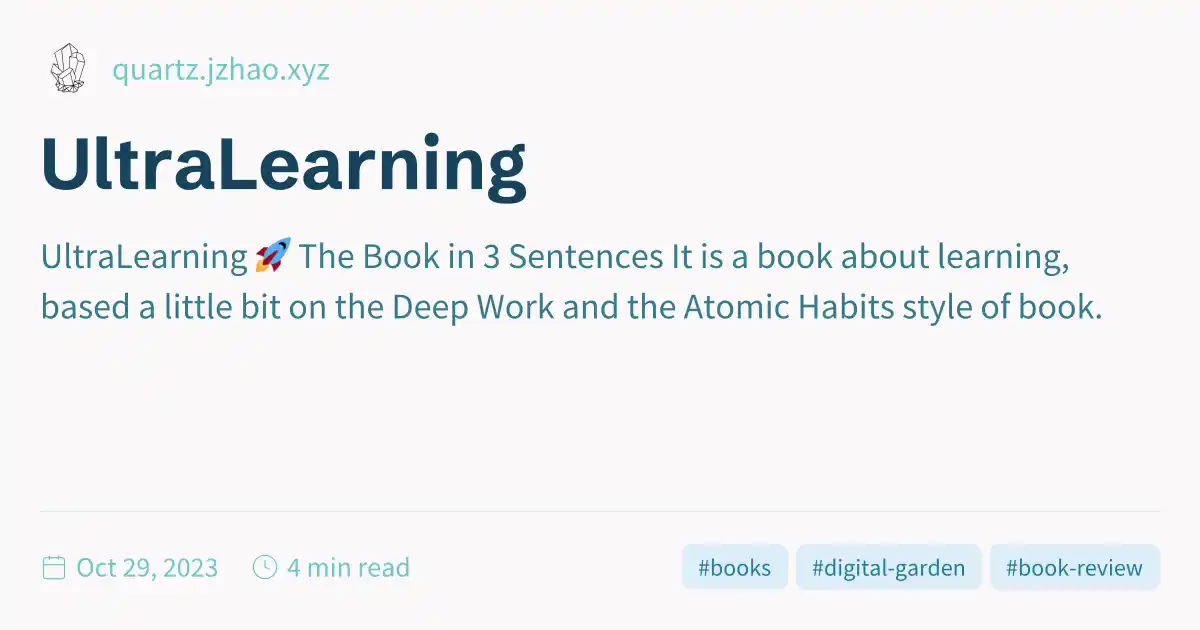 quartz.jzhao.xyz
UltraLearning
UltraLearning 🚀 The Book in 3 Sentences It is a book about learning,
based a little bit on the Deep Work and the Atomic Habits style of book.
Oct 29, 2023 4 min read #books #digital-garden #book-review